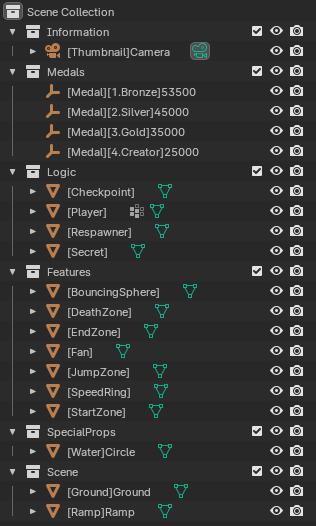 Scene Collection
Information
[Thumbnail]Camera
Medals
[Medal][1.Bronze]53500
[Medal][2.Silver]45000
[Medal][3.Gold]35000
[Medal][4.Creator]25000
Logic
[Checkpoint]
[Player]
[Respawner]
[Secret]
Features
[BouncingSphere]
[DeathZone]
[EndZone]
[Fan]
[JumpZone]
[SpeedRing]
[StartZone]
SpecialProps
[Water]Circle
Scene
[Ground]Ground
[Ramp]Ramp